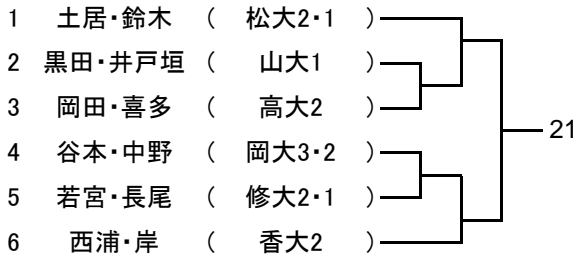 1 土居・鈴木 ( 松大2・1 )
2 黒田・井戸垣 ( 山大1 )
3 岡田・喜多 ( 高大2 )
21
4 谷本・中野 ( 岡大3・2 )
5 若宮・長尾 ( 修大2・1 )
6 西浦・岸 ( 香大2 )